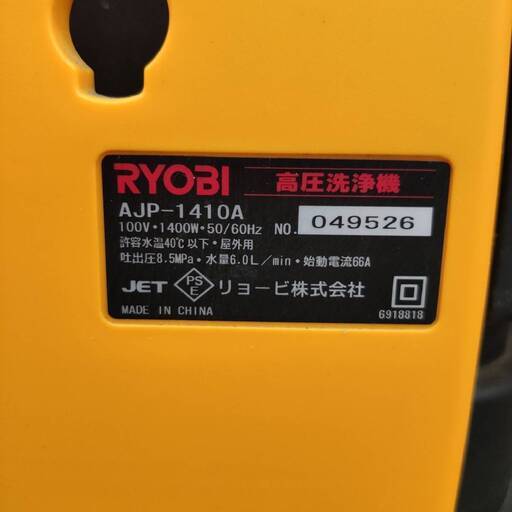 RYOBI 高圧洗浄機
AJP-1410A
100V・1400W・50/60Hz NO. 049526
許容水温40℃以下・屋外用
吐出圧8.5MPa・水量6.0L/min・始動電流66A
JET PSE リョービ株式会社
MADE IN CHINA 6918818